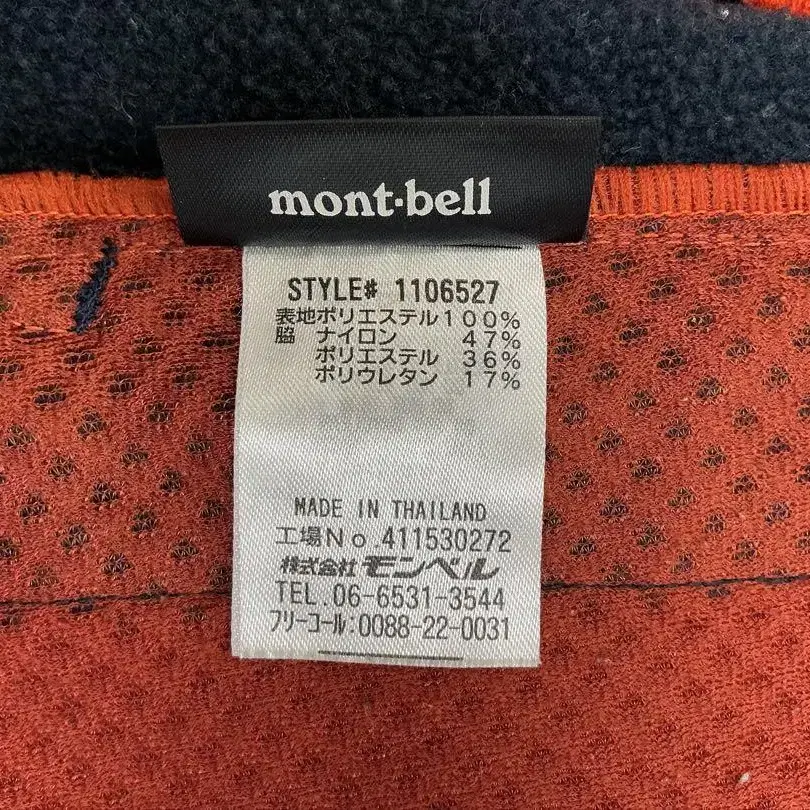 mont·bell
STYLE# 1106527
表地ポリエステル100%
脇 ナイロン 47%
ポリエステル 36%
ポリウレタン 17%
MADE IN THAILAND
工場No 411530272
株式会社 モンベル
TEL.06-6531-3544
フリーコール:0088-22-0031